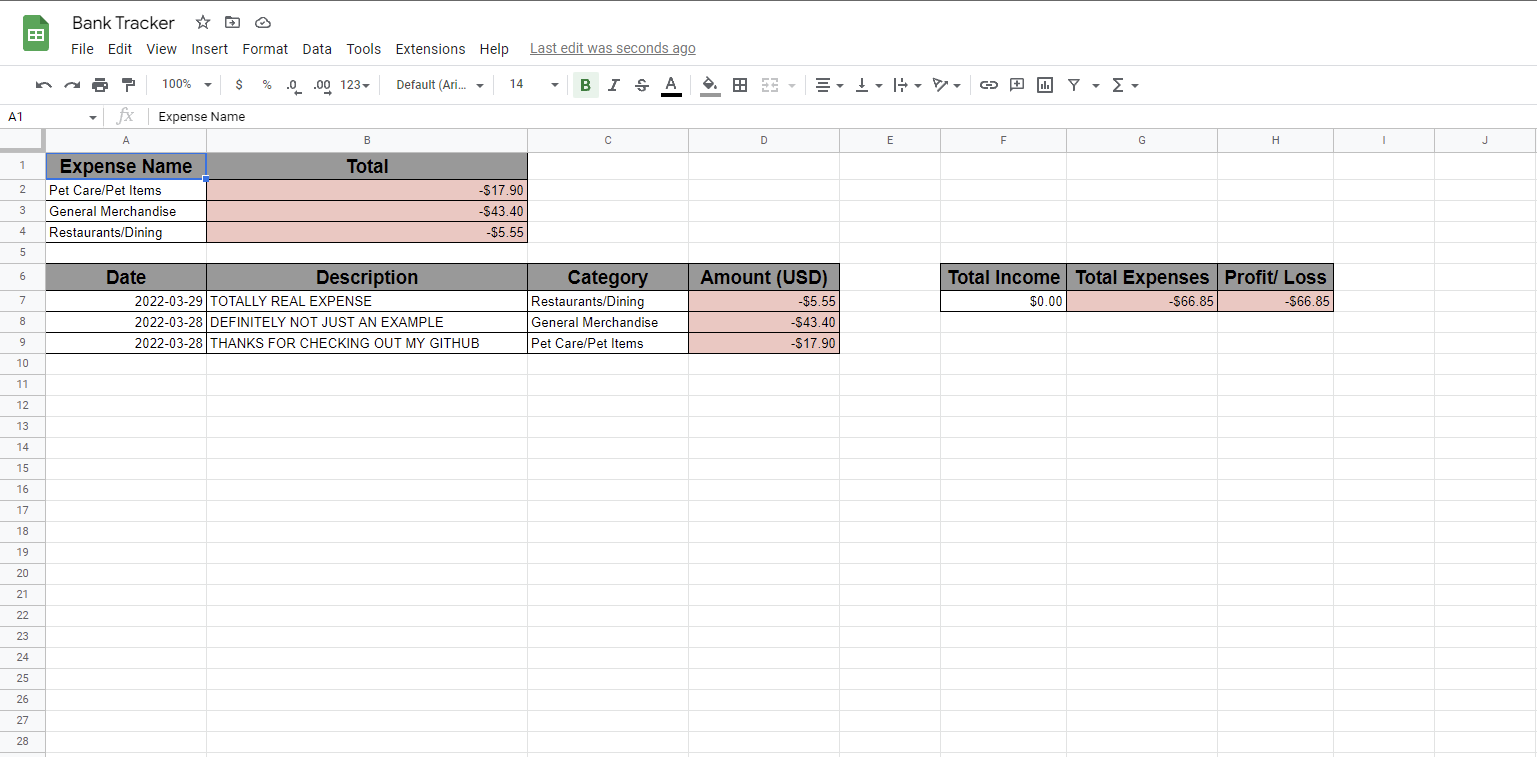 Bank Tracker
File Edit View Insert Format Data Tools Extensions Help Last edit was seconds ago
100% $ % .0 .00 123 Default (Ari... 14 B I S A Σ
A1 fx Expense Name
A B C D E F G H I J
1 Expense Name Total
2 Pet Care/Pet Items -$17.90
3 General Merchandise -$43.40
4 Restaurants/Dining -$5.55
5
6 Date Description Category Amount (USD) Total Income Total Expenses Profit/ Loss
7 2022-03-29 TOTALLY REAL EXPENSE Restaurants/Dining -$5.55 $0.00 -$66.85 -$66.85
8 2022-03-28 DEFINITELY NOT JUST AN EXAMPLE General Merchandise -$43.40
9 2022-03-28 THANKS FOR CHECKING OUT MY GITHUB Pet Care/Pet Items -$17.90
10
11
12
13
14
15
16
17
18
19
20
21
22
23
24
25
26
27
28